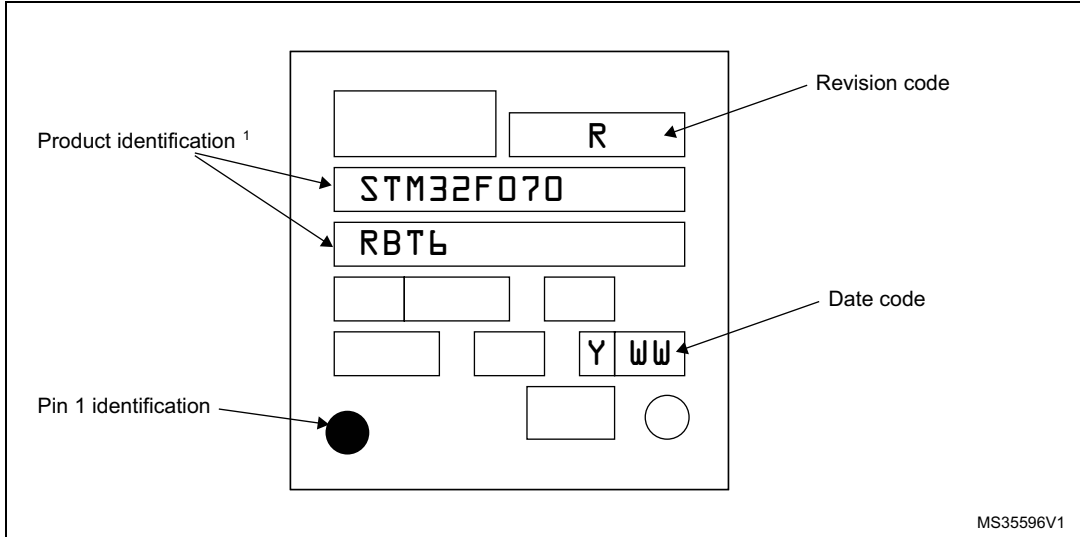 Revision code
R
Product identification 1
STM32F070
RBT6
Date code
Y WW
Pin 1 identification
MS35596V1